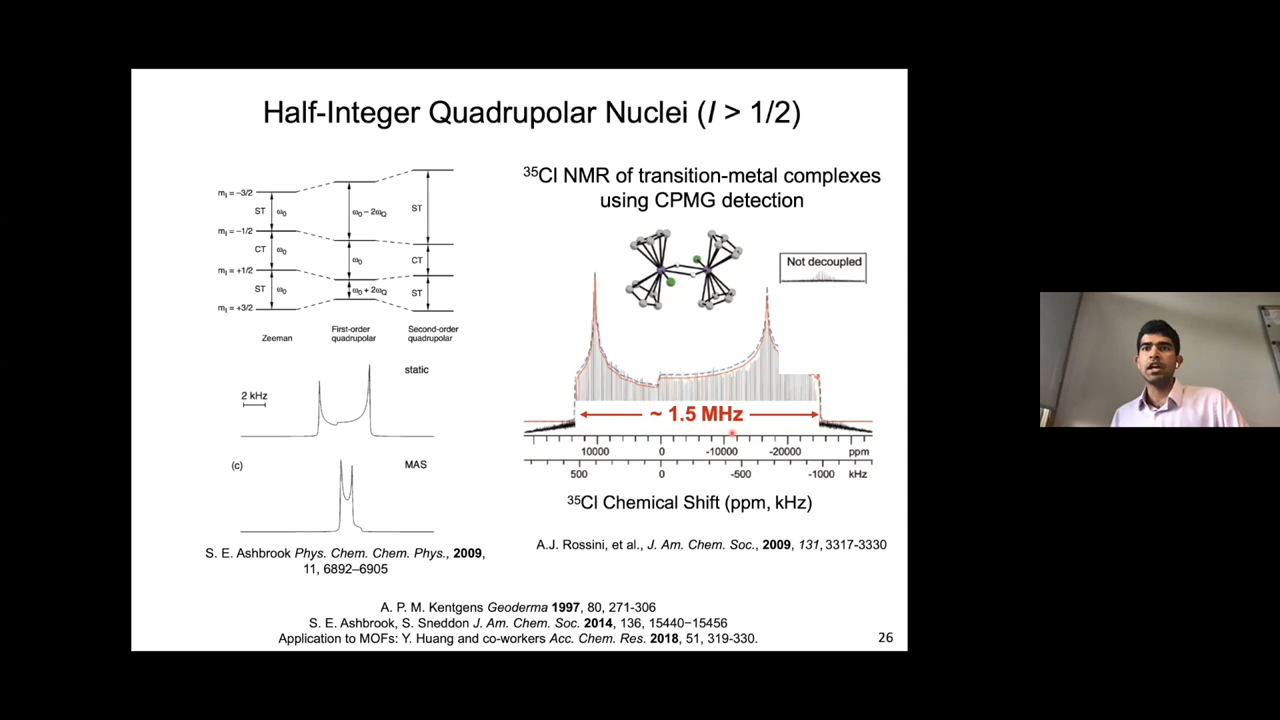 Half-Integer Quadrupolar Nuclei (I > 1/2)
m_I = −3/2
ST
ω₀
m_I = −1/2
CT
ω₀
m_I = +1/2
ST
ω₀
m_I = +3/2
ω₀ − 2ω_Q
ω₀
ω₀ + 2ω_Q
ST
CT
ST
Zeeman
First-order
quadrupolar
Second-order
quadrupolar
static
2 kHz
(c)
MAS
S. E. Ashbrook Phys. Chem. Chem. Phys., 2009,
11, 6892–6905
³⁵Cl NMR of transition-metal complexes
using CPMG detection
Not decoupled
~ 1.5 MHz
10000 0 -10000 -20000 ppm
500 0 -500 -1000 kHz
³⁵Cl Chemical Shift (ppm, kHz)
A.J. Rossini, et al., J. Am. Chem. Soc., 2009, 131, 3317-3330
A. P. M. Kentgens Geoderma 1997, 80, 271-306
S. E. Ashbrook, S. Sneddon J. Am. Chem. Soc. 2014, 136, 15440−15456
Application to MOFs: Y. Huang and co-workers Acc. Chem. Res. 2018, 51, 319-330.
26